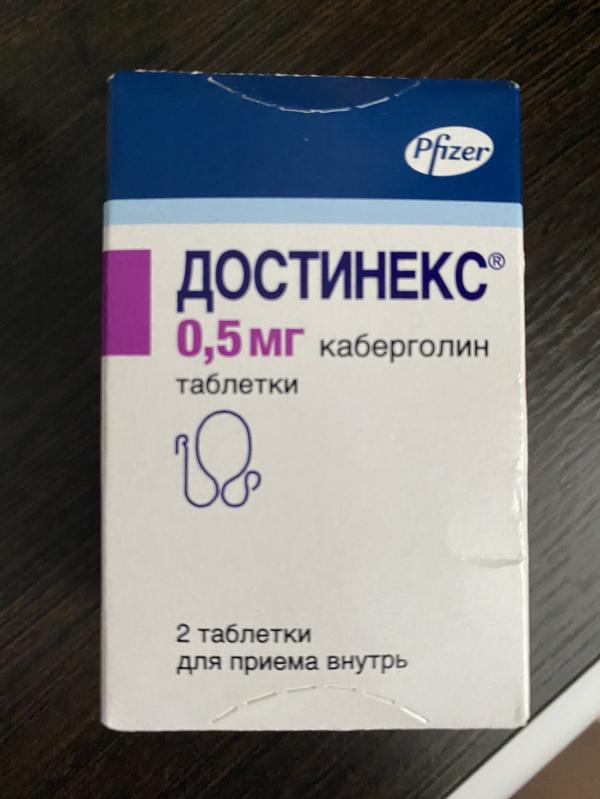 Pfizer
ДОСТИНЕКС®
0,5 мг каберголин
таблетки
2 таблетки
для приема внутрь